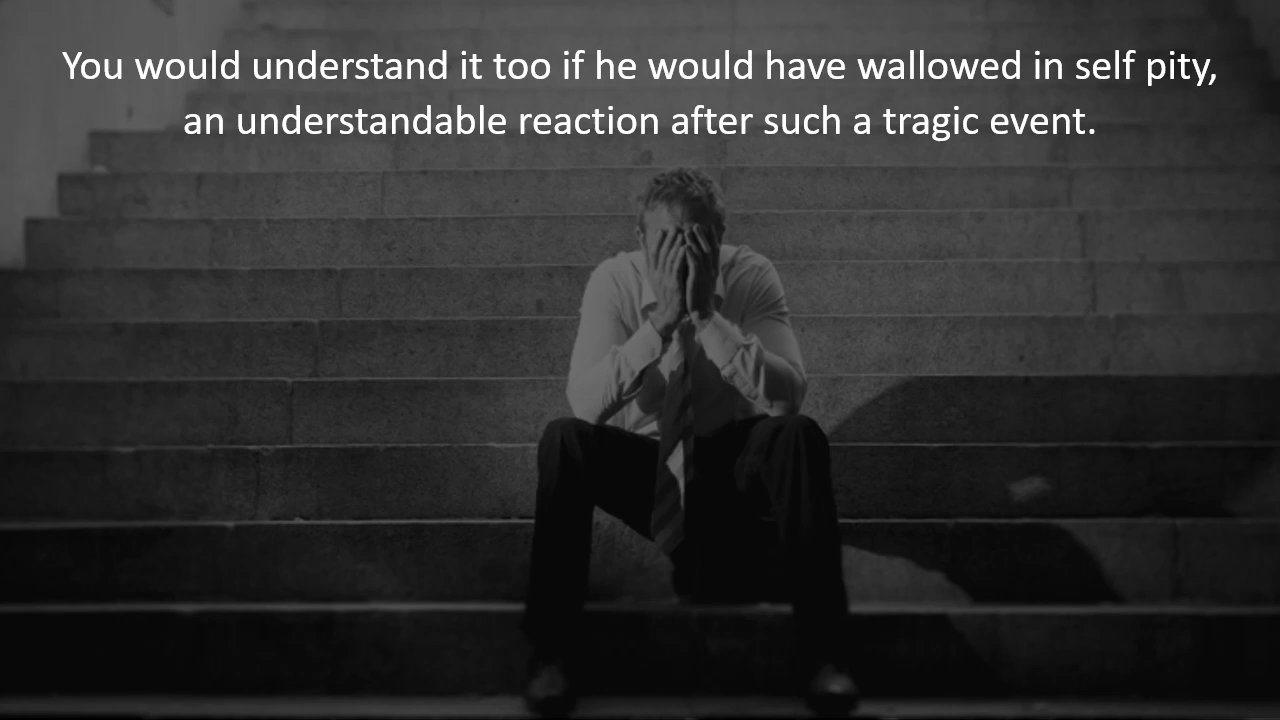 You would understand it too if he would have wallowed in self pity,
an understandable reaction after such a tragic event.